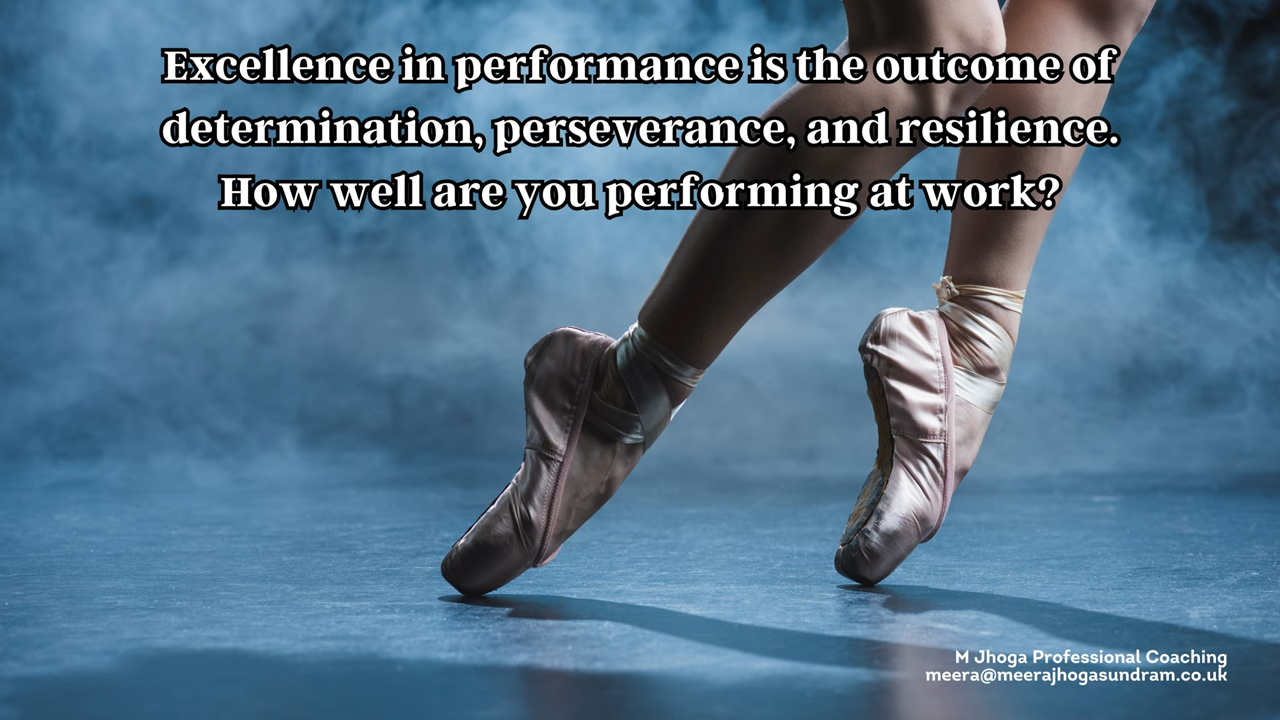 Excellence in performance is the outcome of
determination, perseverance, and resilience.
How well are you performing at work?
M Jhoga Professional Coaching
meera@meerajhogasundram.co.uk